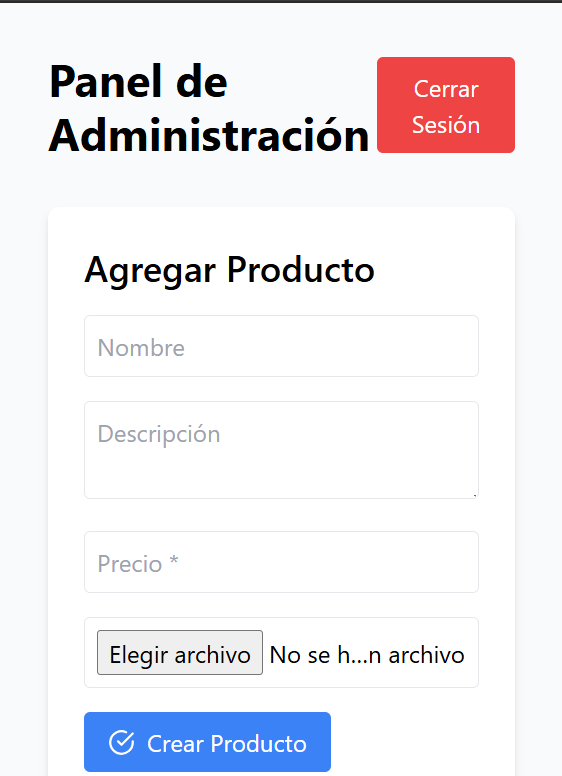 Panel de
Administración
Cerrar
Sesión
Agregar Producto
Nombre
Descripción
Precio *
Elegir archivo No se h...n archivo
Crear Producto